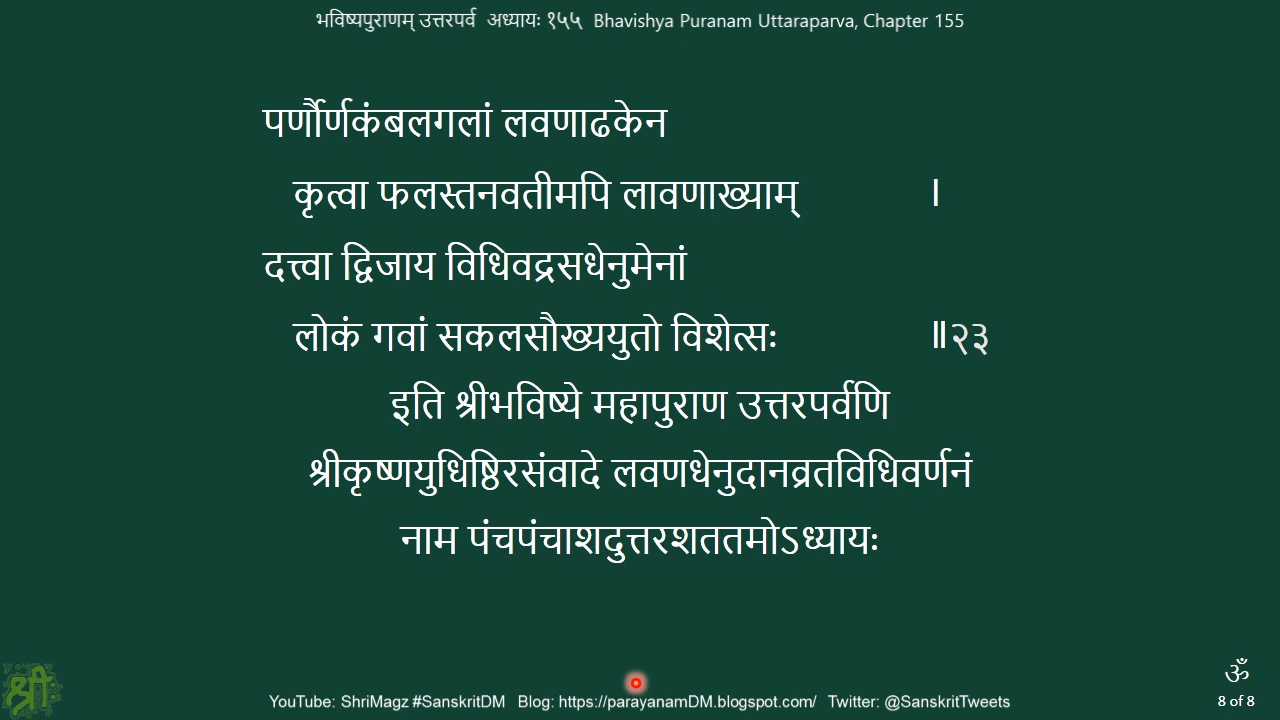 भविष्यपुराणम् उत्तरपर्व अध्यायः १५५ Bhavishya Puranam Uttaraparva, Chapter 155
पर्णौर्णकंबलगलां लवणाढकेन
कृत्वा फलस्तनवतीमपि लावणाख्याम् ।
दत्त्वा द्विजाय विधिवद्रसधेनुमेनां
लोकं गवां सकलसौख्ययुतो विशेत्सः ॥२३
इति श्रीभविष्ये महापुराण उत्तरपर्वणि
श्रीकृष्णयुधिष्ठिरसंवादे लवणधेनुदानव्रतविधिवर्णनं
नाम पंचपंचाशदुत्तरशततमोऽध्यायः
श्रीः
ॐ
YouTube: ShriMagz #SanskritDM Blog: https://parayanamDM.blogspot.com/ Twitter: @SanskritTweets
8 of 8